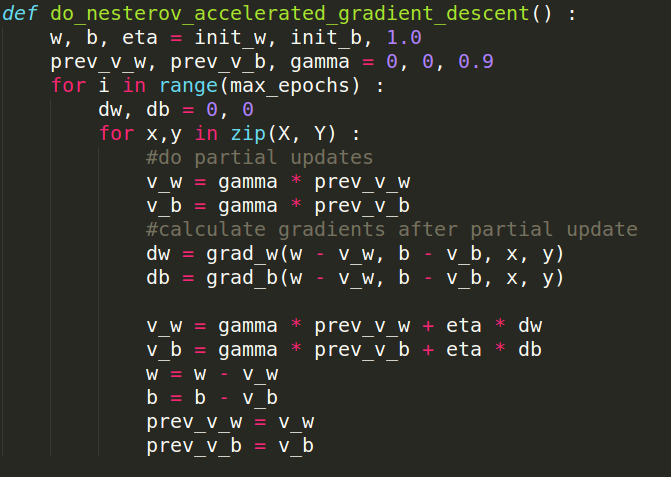 def do_nesterov_accelerated_gradient_descent() :
    w, b, eta = init_w, init_b, 1.0
    prev_v_w, prev_v_b, gamma = 0, 0, 0.9
    for i in range(max_epochs) :
        dw, db = 0, 0
        for x,y in zip(X, Y) :
            #do partial updates
            v_w = gamma * prev_v_w
            v_b = gamma * prev_v_b
            #calculate gradients after partial update
            dw = grad_w(w - v_w, b - v_b, x, y)
            db = grad_b(w - v_w, b - v_b, x, y)

            v_w = gamma * prev_v_w + eta * dw
            v_b = gamma * prev_v_b + eta * db
            w = w - v_w
            b = b - v_b
            prev_v_w = v_w
            prev_v_b = v_b